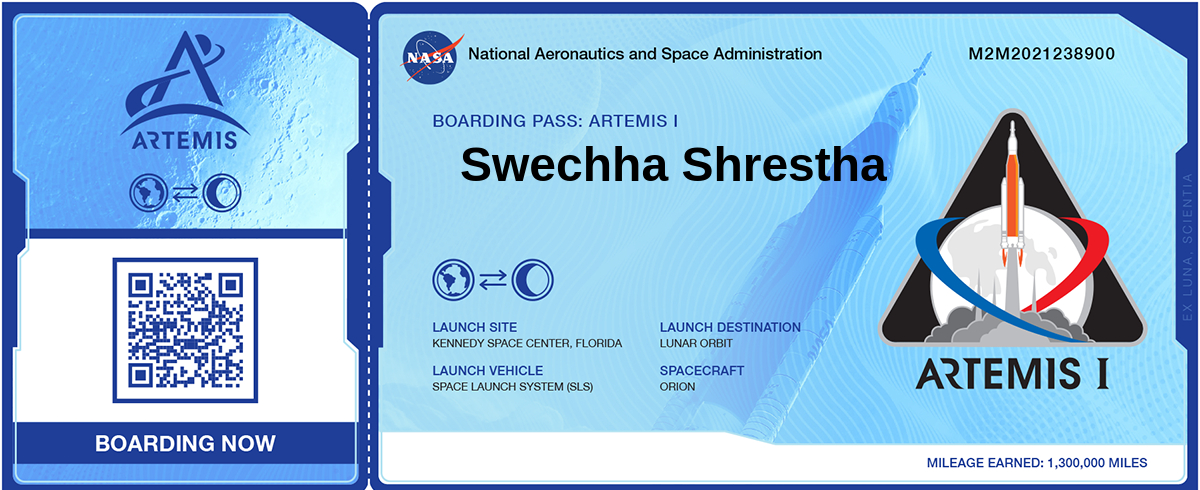 ARTEMIS
BOARDING NOW
NASA
National Aeronautics and Space Administration
M2M2021238900
BOARDING PASS: ARTEMIS I
Swechha Shrestha
LAUNCH SITE
KENNEDY SPACE CENTER, FLORIDA
LAUNCH DESTINATION
LUNAR ORBIT
LAUNCH VEHICLE
SPACE LAUNCH SYSTEM (SLS)
SPACECRAFT
ORION
ARTEMIS I
EX LUNA, SCIENTIA
MILEAGE EARNED: 1,300,000 MILES